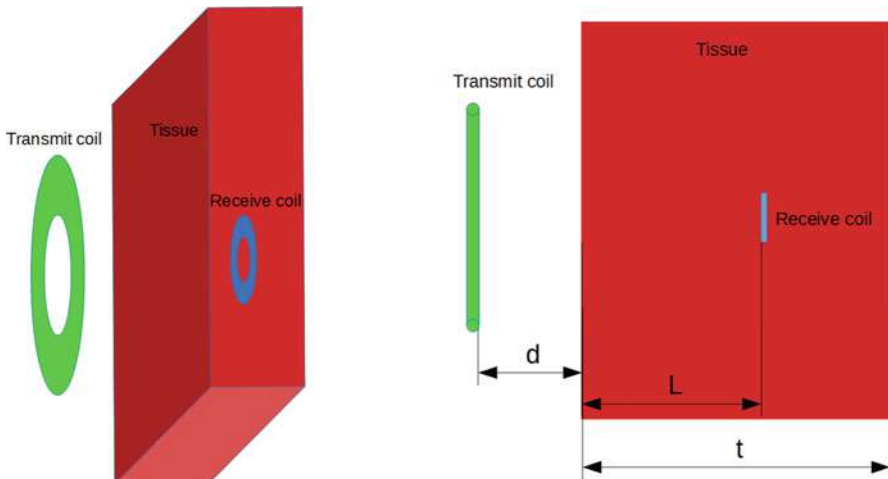 Transmit coil
Tissue
Receive coil
Tissue
Transmit coil
Receive coil
d
L
t